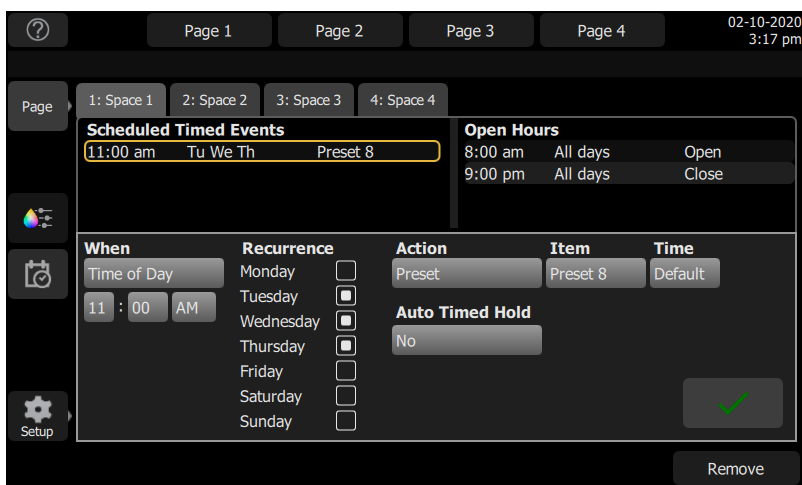 ?
Page 1
Page 2
Page 3
Page 4
02-10-2020
3:17 pm
Page
1: Space 1
2: Space 2
3: Space 3
4: Space 4
Scheduled Timed Events
11:00 am Tu We Th Preset 8
Open Hours
8:00 am All days Open
9:00 pm All days Close
When
Time of Day
11 : 00 AM
Recurrence
Monday
Tuesday
Wednesday
Thursday
Friday
Saturday
Sunday
Action
Preset
Item
Preset 8
Time
Default
Auto Timed Hold
No
Setup
Remove